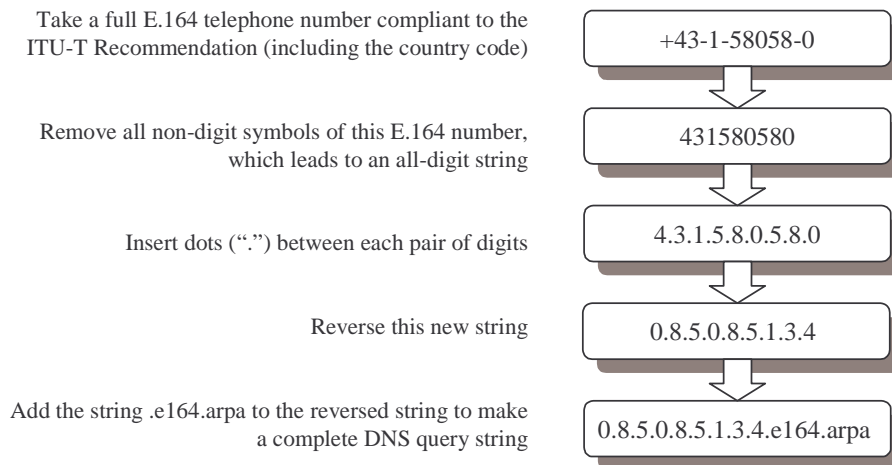 Take a full E.164 telephone number compliant to the
ITU-T Recommendation (including the country code)
+43-1-58058-0
Remove all non-digit symbols of this E.164 number,
which leads to an all-digit string
431580580
Insert dots (“.”) between each pair of digits
4.3.1.5.8.0.5.8.0
Reverse this new string
0.8.5.0.8.5.1.3.4
Add the string .e164.arpa to the reversed string to make
a complete DNS query string
0.8.5.0.8.5.1.3.4.e164.arpa